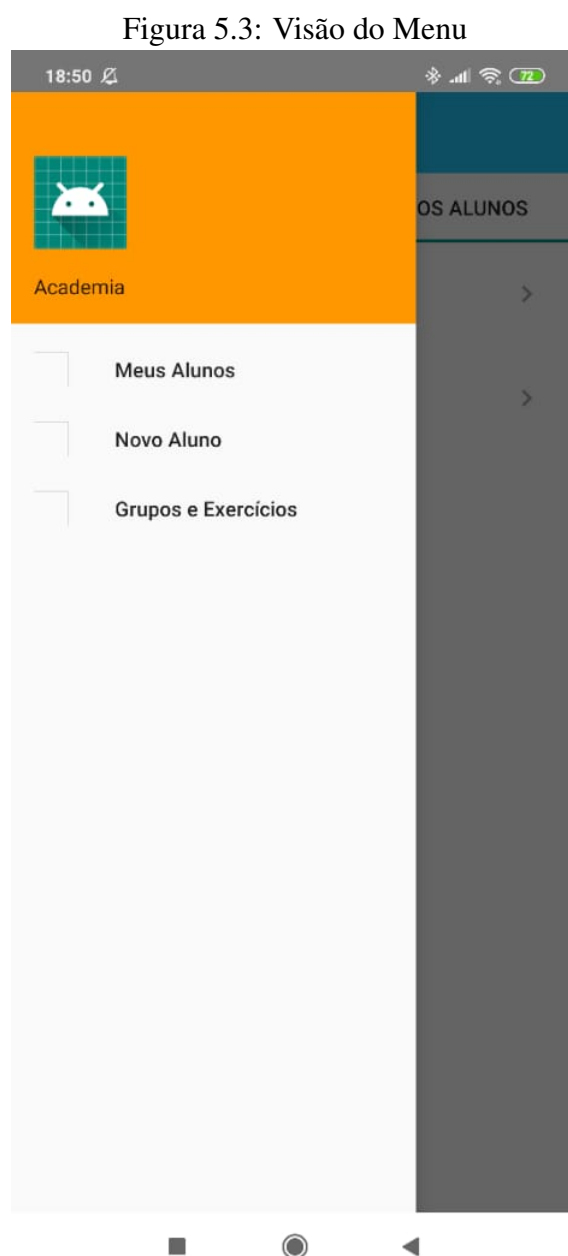 Figura 5.3: Visão do Menu
18:50
72
OS ALUNOS
Academia
Meus Alunos
Novo Aluno
Grupos e Exercícios